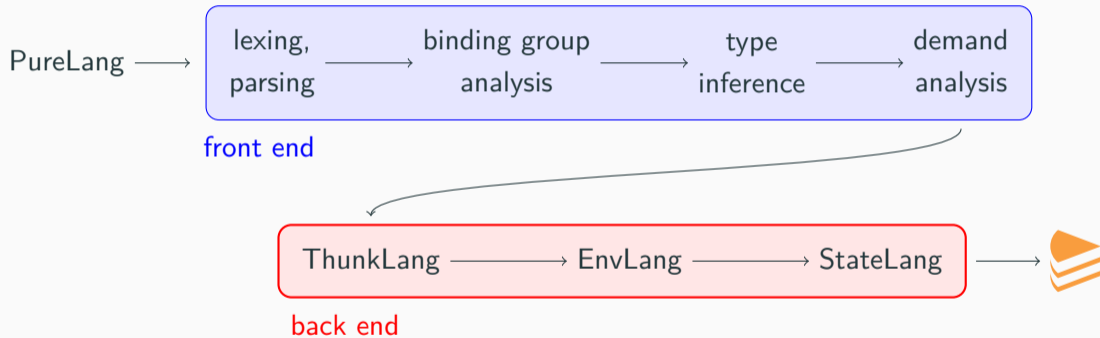 PureLang
lexing,
parsing
binding group
analysis
type
inference
demand
analysis
front end
ThunkLang
EnvLang
StateLang
back end